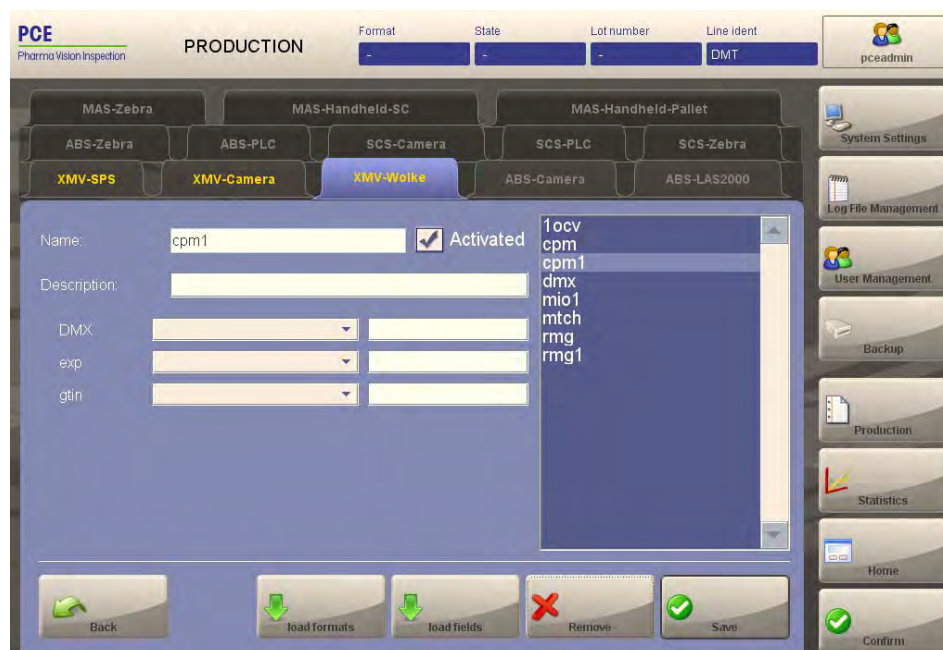 PCE
Pharma Vision Inspection
PRODUCTION
Format State Lot number Line ident
- - - DMT
pceadmin
MAS-Zebra MAS-Handheld-SC MAS-Handheld-Pallet
ABS-Zebra ABS-PLC SCS-Camera SCS-PLC SCS-Zebra
XMV-SPS XMV-Camera XMV-Wolke ABS-Camera ABS-LAS2000
Name: cpm1 Activated
Description:
DMX
exp
gtin
1ocv
cpm
cpm1
dmx
mio1
mtch
rmg
rmg1
System Settings
Log File Management
User Management
Backup
Production
Statistics
Home
Confirm
Back load formats load fields Remove Save